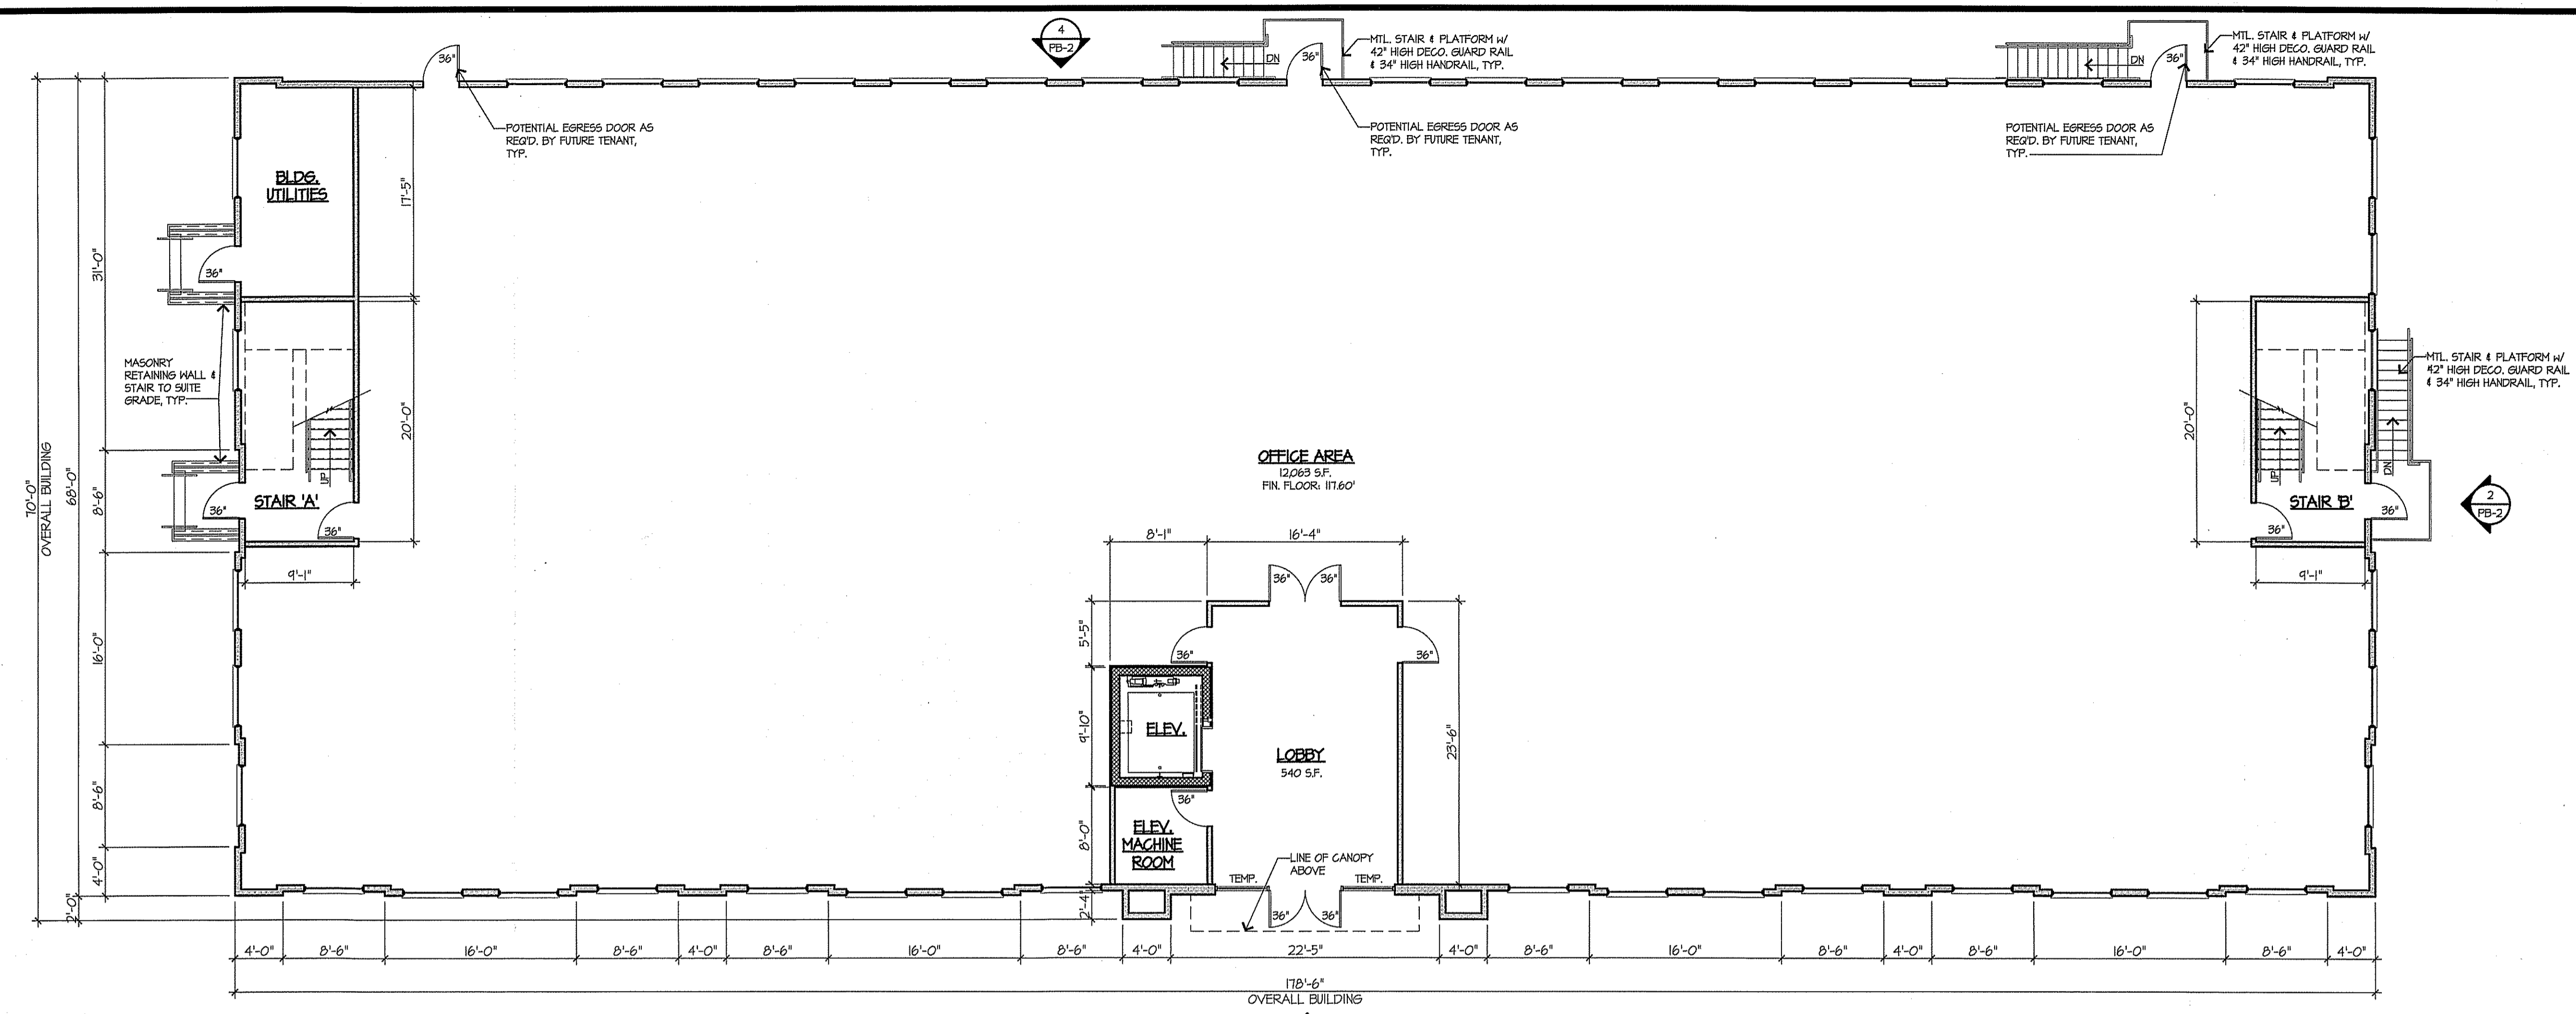 4
PB-2
MTL. STAIR & PLATFORM W/
42" HIGH DECO. GUARD RAIL
& 34" HIGH HANDRAIL, TYP.
MTL. STAIR & PLATFORM W/
42" HIGH DECO. GUARD RAIL
& 34" HIGH HANDRAIL, TYP.
36"
DN
36"
DN
36"
POTENTIAL EGRESS DOOR AS
REQ'D. BY FUTURE TENANT,
TYP.
POTENTIAL EGRESS DOOR AS
REQ'D. BY FUTURE TENANT,
TYP.
POTENTIAL EGRESS DOOR AS
REQ'D. BY FUTURE TENANT,
TYP.
BLDG.
UTILITIES
17'-5"
31'-0"
36"
MASONRY
RETAINING WALL &
STAIR TO SUITE
GRADE, TYP.
20'-0"
20'-0"
MTL. STAIR & PLATFORM W/
42" HIGH DECO. GUARD RAIL
& 34" HIGH HANDRAIL, TYP.
70'-0"
OVERALL BUILDING
68'-0"
8'-6"
UP
STAIR 'A'
36"
36"
OFFICE AREA
12,063 S.F.
FIN. FLOOR: 117.60'
UP
DN
STAIR 'B'
36"
36"
2
PB-2
8'-1"
16'-4"
9'-1"
9'-1"
36"
36"
16'-0"
5'-5"
36"
36"
9'-10"
ELEV.
LOBBY
540 S.F.
23'-6"
8'-6"
36"
8'-0"
ELEV.
MACHINE
ROOM
LINE OF CANOPY
ABOVE
4'-0"
TEMP.
TEMP.
2'-0"
2'-4"
36"
36"
4'-0"
8'-6"
16'-0"
8'-6"
4'-0"
8'-6"
16'-0"
8'-6"
4'-0"
22'-5"
4'-0"
8'-6"
16'-0"
8'-6"
4'-0"
8'-6"
16'-0"
8'-6"
4'-0"
178'-6"
OVERALL BUILDING